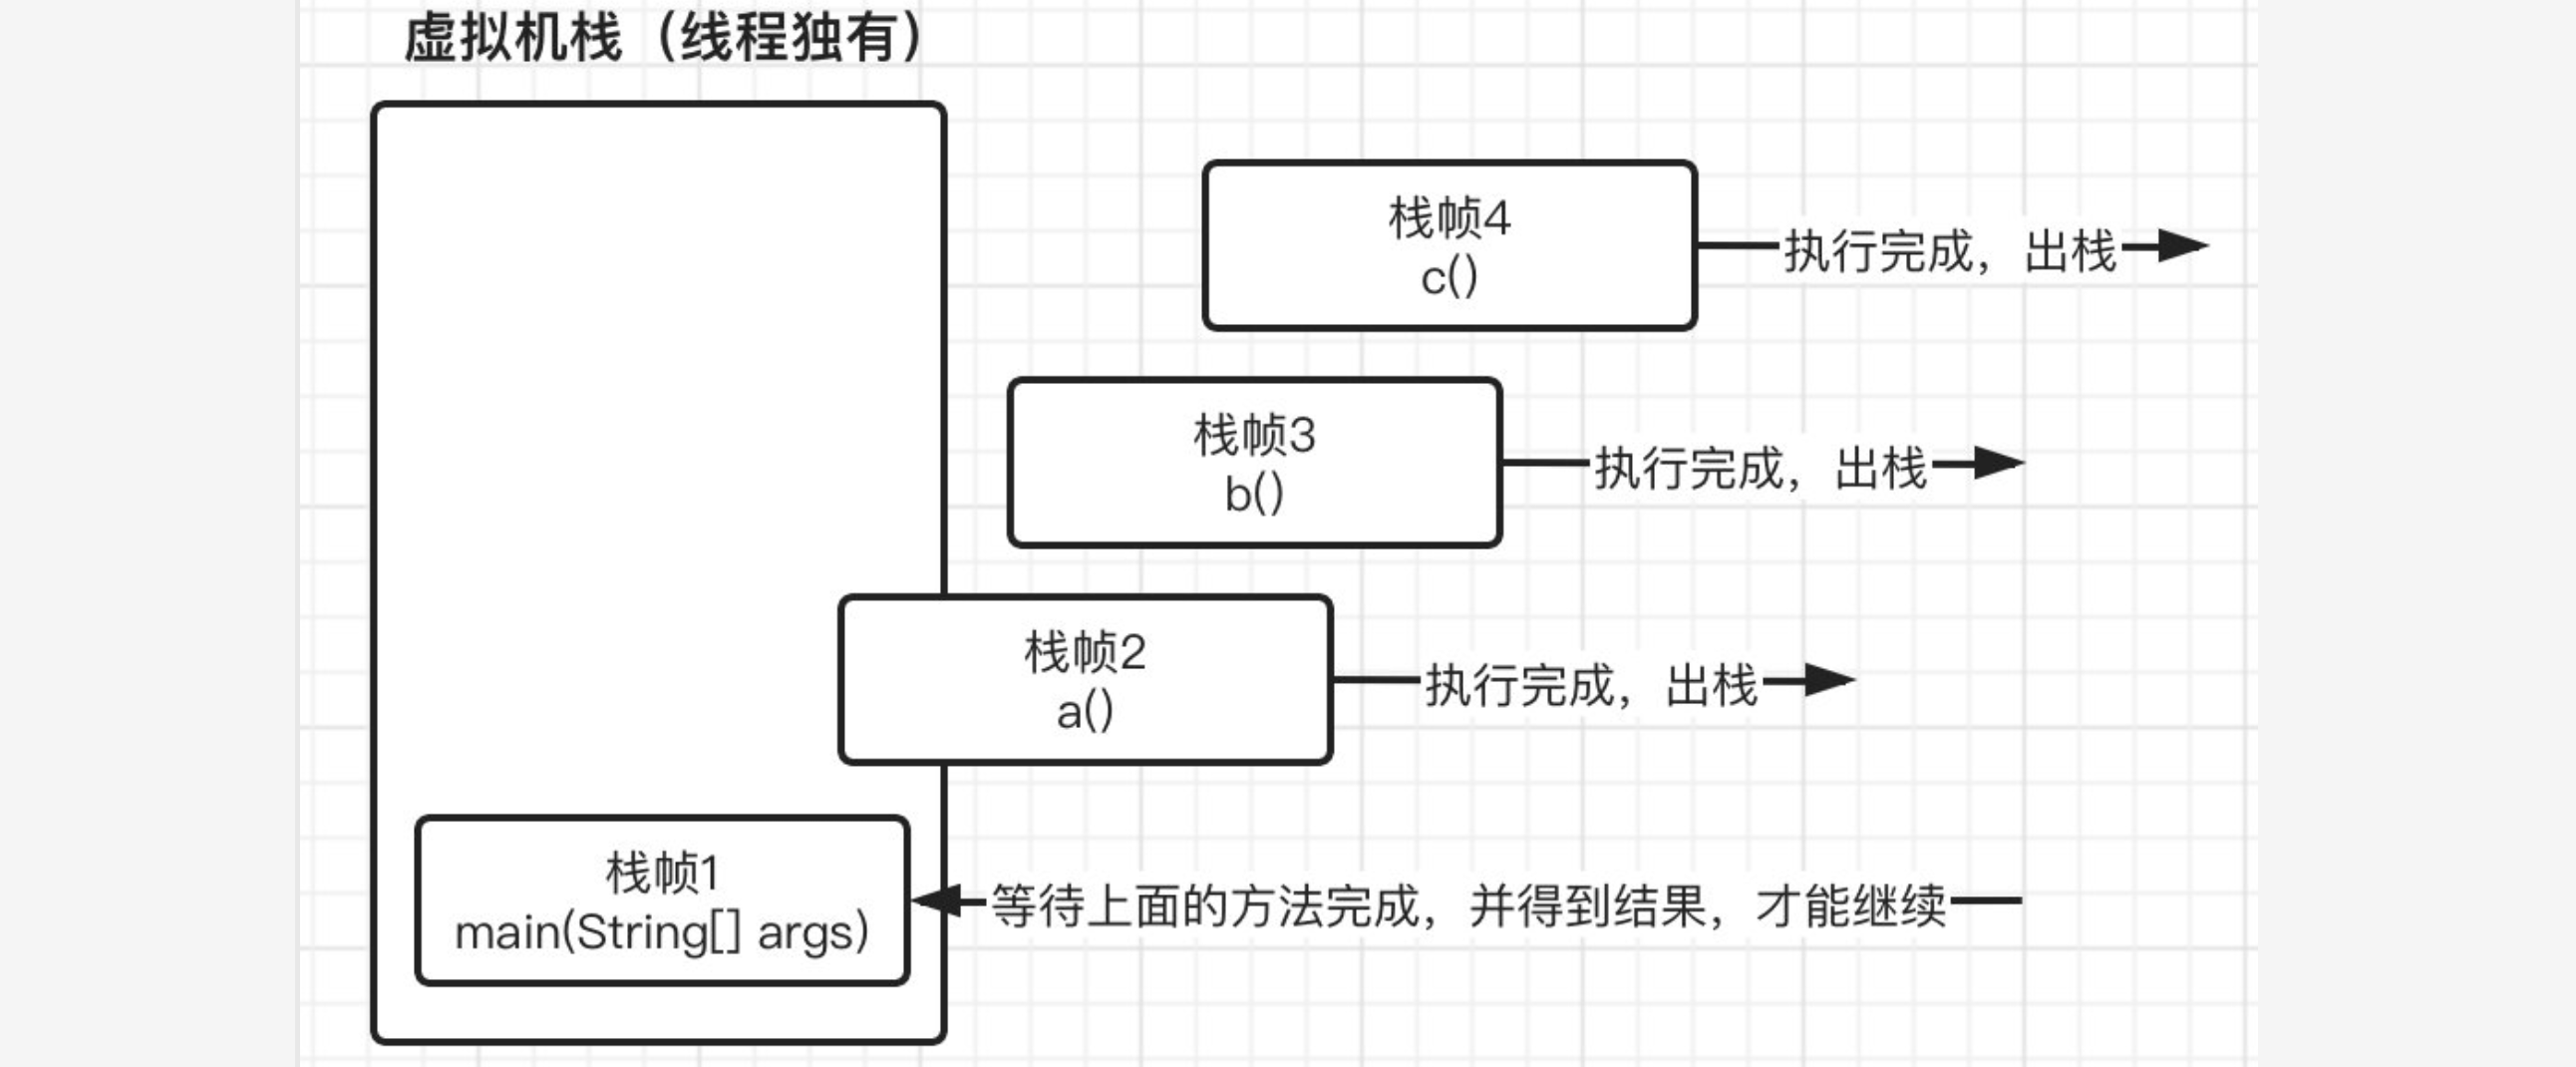 虚拟机栈（线程独有）
栈帧4
c()
执行完成，出栈
栈帧3
b()
执行完成，出栈
栈帧2
a()
执行完成，出栈
栈帧1
main(String[] args)
等待上面的方法完成，并得到结果，才能继续